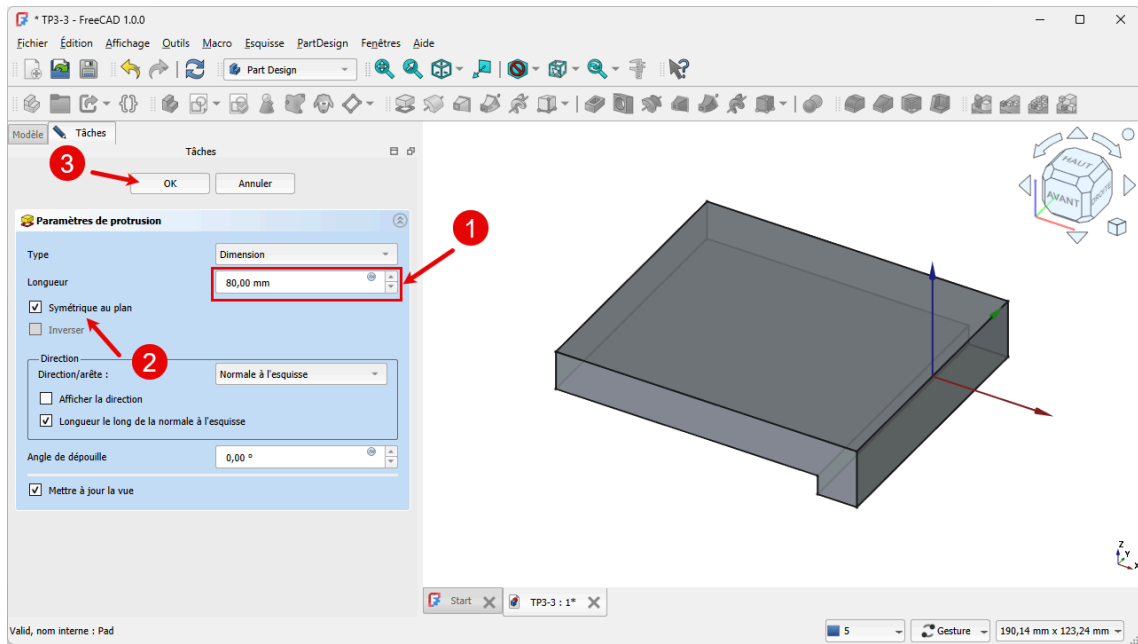 * TP3-3 - FreeCAD 1.0.0
Fichier Édition Affichage Outils Macro Esquisse PartDesign Fenêtres Aide
Part Design
Modèle Tâches
Tâches
3
OK Annuler
Paramètres de protrusion
1
Type Dimension
Longueur 80,00 mm
Symétrique au plan
Inverser
2
Direction
Direction/arête : Normale à l'esquisse
Afficher la direction
Longueur le long de la normale à l'esquisse
Angle de dépouille 0,00 °
Mettre à jour la vue
HAUT
AVANT
DROITE
Z
Y
X
Start TP3-3 : 1*
Valid, nom interne : Pad 5 Gesture 190,14 mm x 123,24 mm